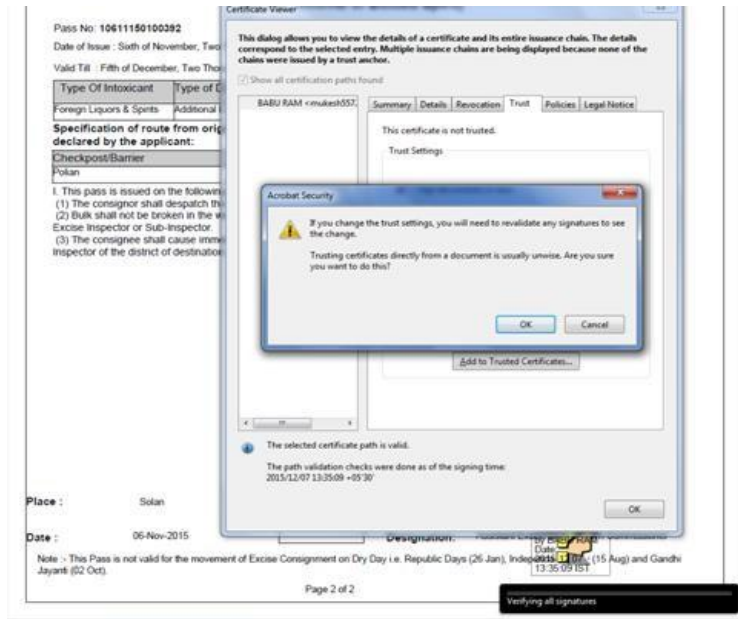 Certificate Viewer
Pass No: 10611150100392
Date of Issue : Sixth of November, Two
Valid Till : Fifth of December, Two Thou
Type Of Intoxicant Type of D
Foreign Liquors & Spirits Additional
Specification of route from orig
declared by the applicant:
Checkpost/Barrier
I. This pass is issued on the followin
(1) The consignor shall despatch th
(2) Bulk shall not be broken in the w
Excise Inspector or Sub-Inspector.
(3) The consignee shall cause imme
Inspector of the district of destination
This dialog allows you to view the details of a certificate and its entire issuance chain. The details
correspond to the selected entry. Multiple issuance chains are being displayed because none of the
chains were issued by a trust anchor.
Show all certification paths found
BABU RAM <mukesh557.
Summary Details Revocation Trust Policies Legal Notice
This certificate is not trusted.
Trust Settings
Acrobat Security
If you change the trust settings, you will need to revalidate any signatures to see
the change.
Trusting certificates directly from a document is usually unwise. Are you sure
you want to do this?
OK Cancel
Add to Trusted Certificates...
The selected certificate path is valid.
The path validation checks were done as of the signing time:
2015/12/07 13:35:09 +05'30'
OK
Place : Solan
Date : 06-Nov-2015
Designation:
Date:
13:35:09 IST
Note :- This Pass is not valid for the movement of Excise Consignment on Dry Day i.e. Republic Days (26 Jan), (15 Aug) and Gandhi
Jayanti (02 Oct).
Page 2 of 2
Verifying all signatures